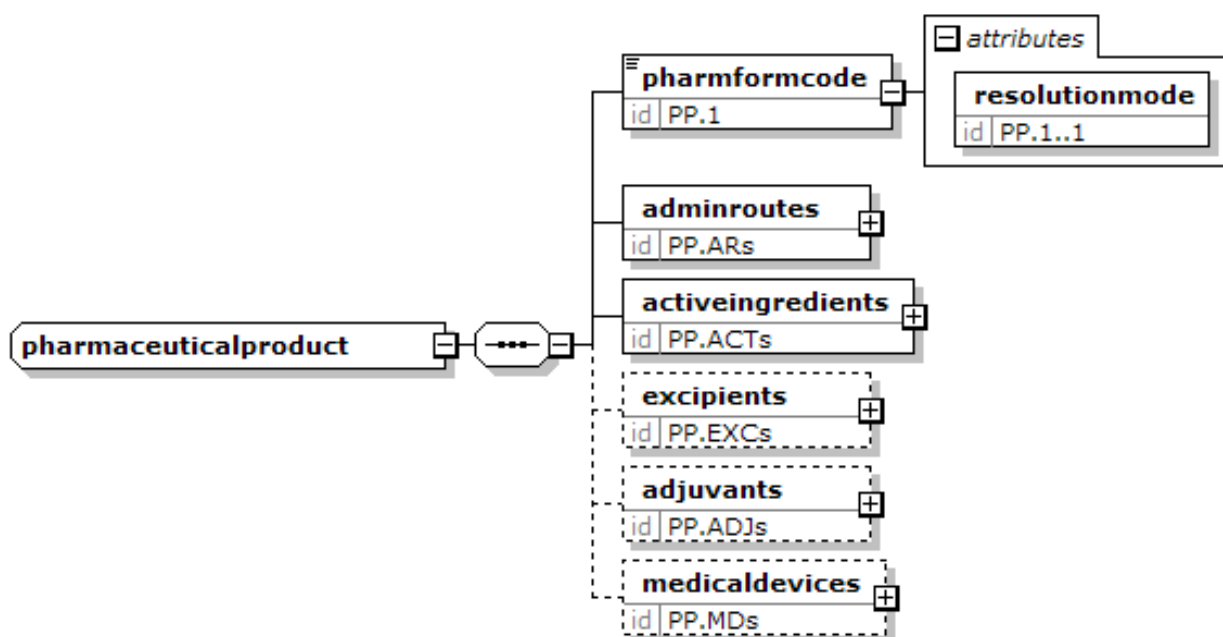 attributes
pharmformcode
id PP.1
resolutionmode
id PP.1..1
adminroutes
id PP.ARs
activeingredients
id PP.ACTs
pharmaceuticalproduct
excipients
id PP.EXCs
adjuvants
id PP.ADJs
medicaldevices
id PP.MDs